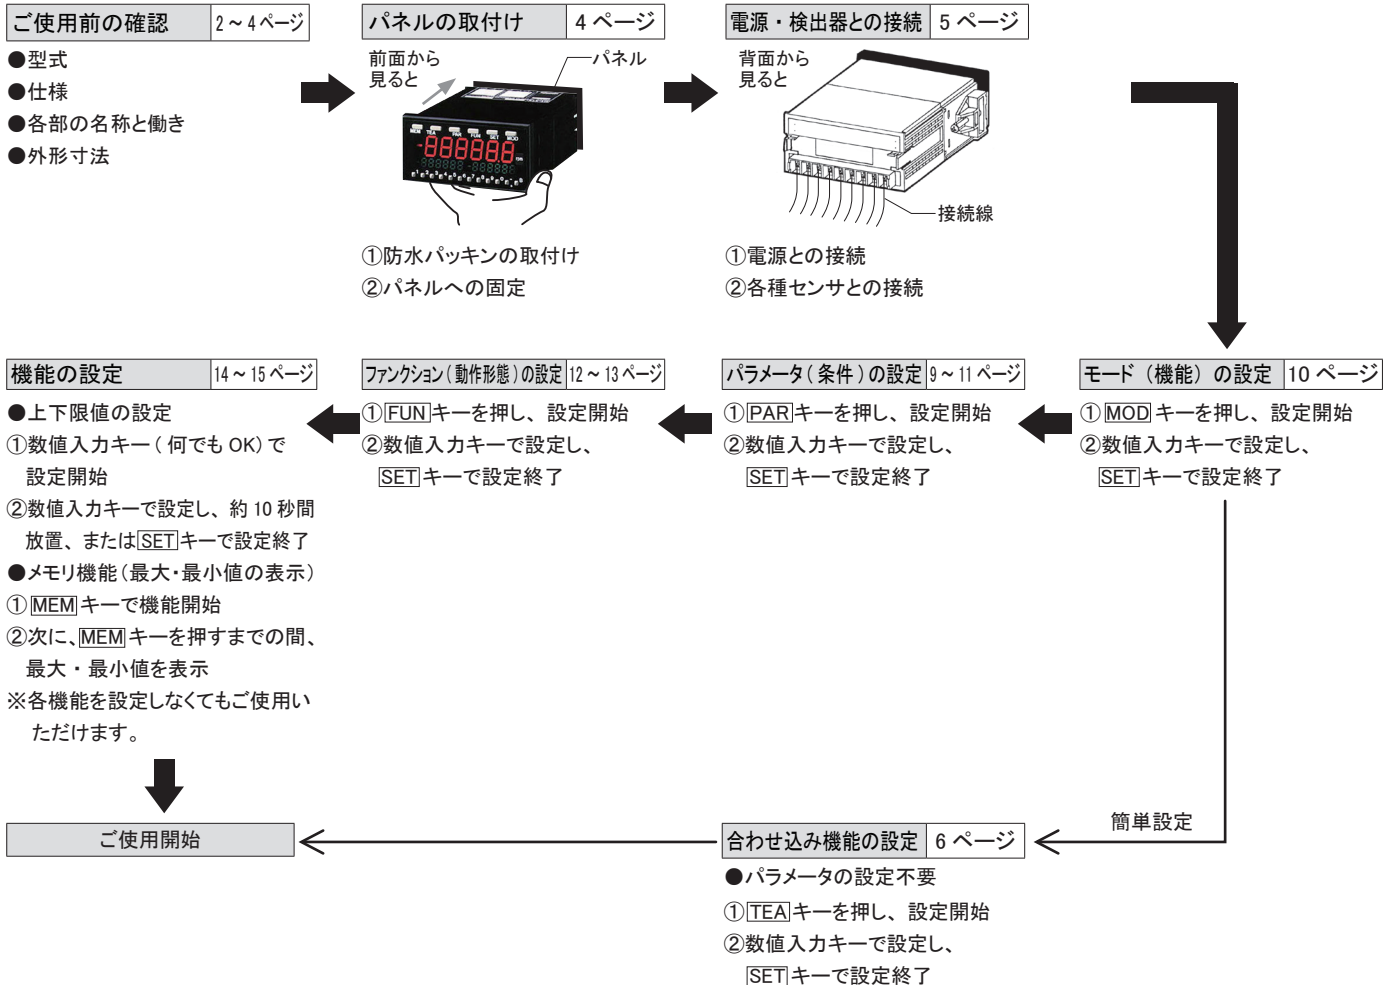 ご使用前の確認 2～4ページ
●型式
●仕様
●各部の名称と働き
●外形寸法
パネルの取付け 4 ページ
前面から
見ると
パネル
MEM TEA PAR FUN SET MOD
①防水パッキンの取付け
②パネルへの固定
電源・検出器との接続 5 ページ
背面から
見ると
接続線
①電源との接続
②各種センサとの接続
モード（機能）の設定 10 ページ
①MODキーを押し、設定開始
②数値入力キーで設定し、
SETキーで設定終了
パラメータ(条件)の設定 9～11ページ
①PARキーを押し、設定開始
②数値入力キーで設定し、
SETキーで設定終了
ファンクション(動作形態)の設定 12～13ページ
①FUNキーを押し、設定開始
②数値入力キーで設定し、
SETキーで設定終了
機能の設定 14～15ページ
●上下限値の設定
①数値入力キー(何でもOK)で
設定開始
②数値入力キーで設定し、約10秒間
放置、またはSETキーで設定終了
●メモリ機能(最大・最小値の表示)
①MEMキーで機能開始
②次に、MEMキーを押すまでの間、
最大・最小値を表示
※各機能を設定しなくてもご使用い
ただけます。
ご使用開始
簡単設定
合わせ込み機能の設定 6 ページ
●パラメータの設定不要
①TEAキーを押し、設定開始
②数値入力キーで設定し、
SETキーで設定終了